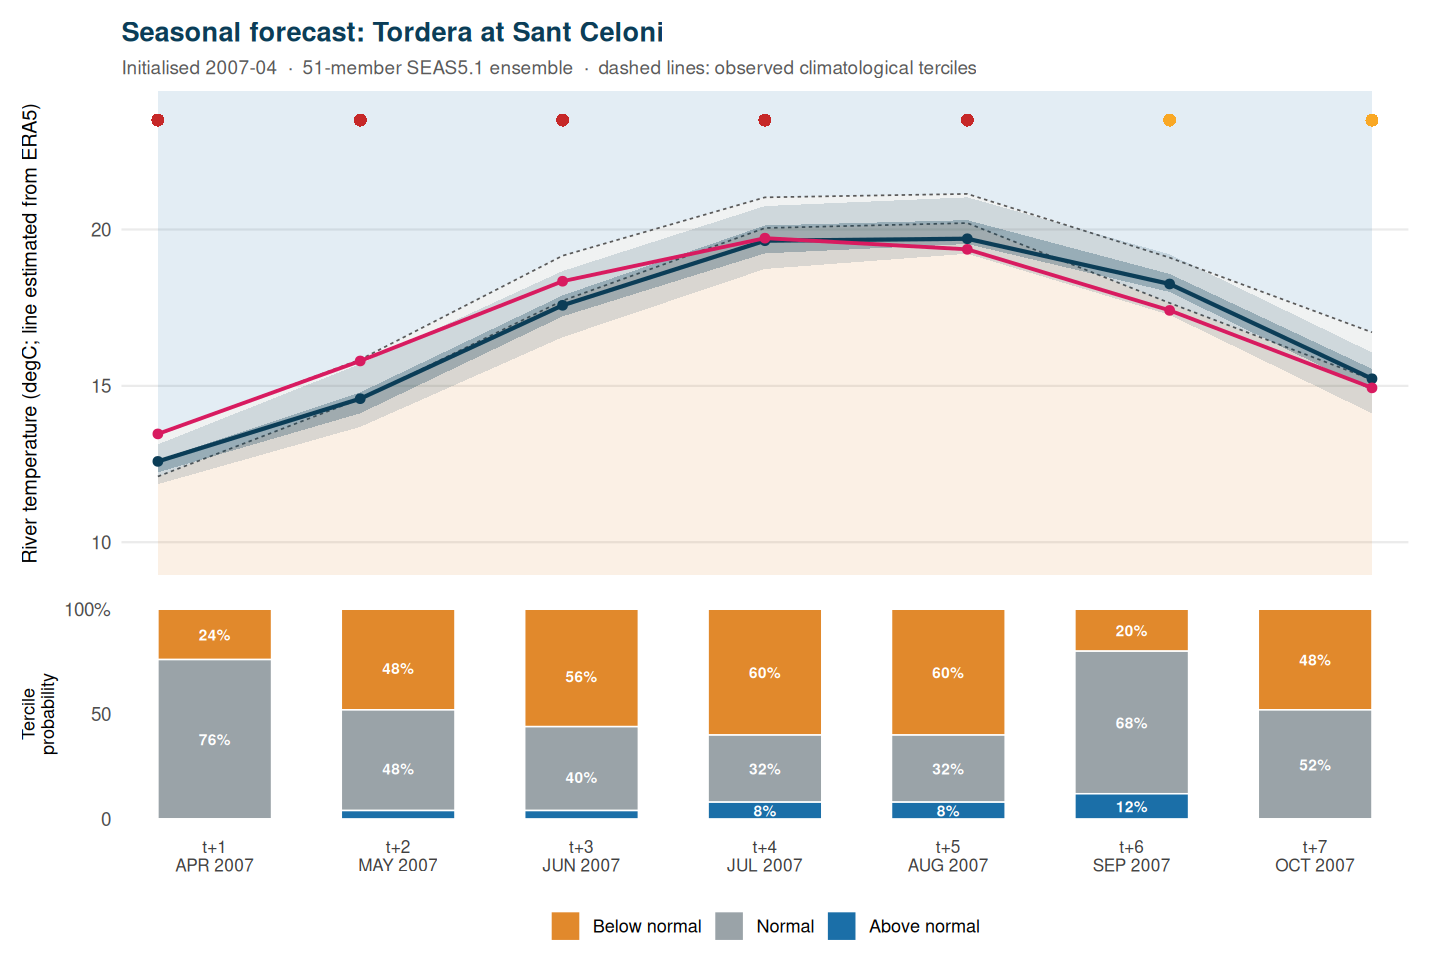 Seasonal forecast: Tordera at Sant Celoni
Initialised 2007-04 · 51-member SEAS5.1 ensemble · dashed lines: observed climatological terciles
River temperature (degC; line estimated from ERA5)
20
15
10
Tercile
probability
100%
50
0
24%
76%
48%
48%
56%
40%
60%
32%
8%
60%
32%
8%
20%
68%
12%
48%
52%
t+1
APR 2007
t+2
MAY 2007
t+3
JUN 2007
t+4
JUL 2007
t+5
AUG 2007
t+6
SEP 2007
t+7
OCT 2007
Below normal
Normal
Above normal